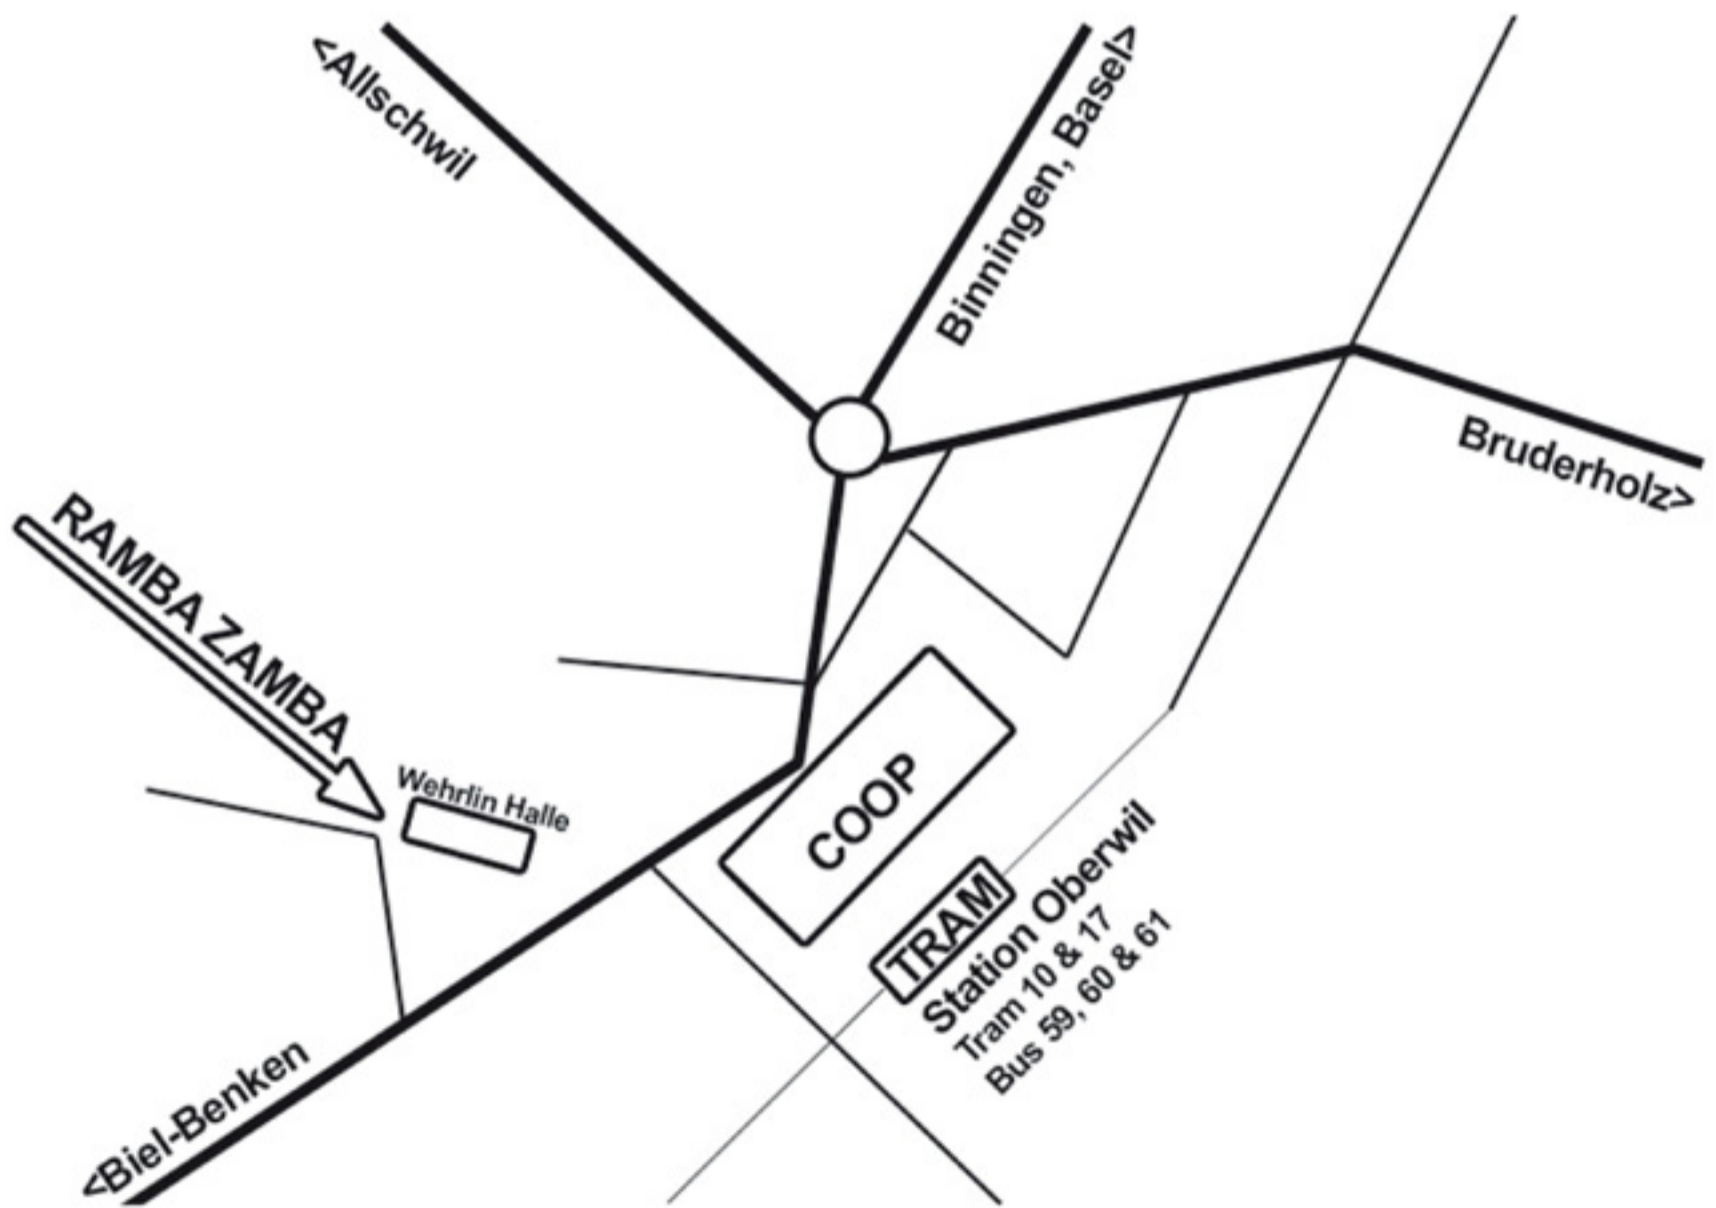 <Allschwil
Binningen, Basel>
Bruderholz>
RAMBA ZAMBA
Wehrlin Halle
COOP
TRAM
Station Oberwil
Tram 10 & 17
Bus 59, 60 & 61
<Biel-Benken